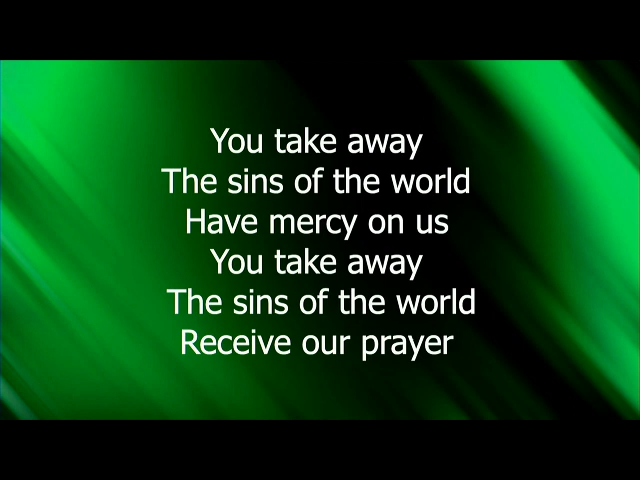 You take away
The sins of the world
Have mercy on us
You take away
The sins of the world
Receive our prayer